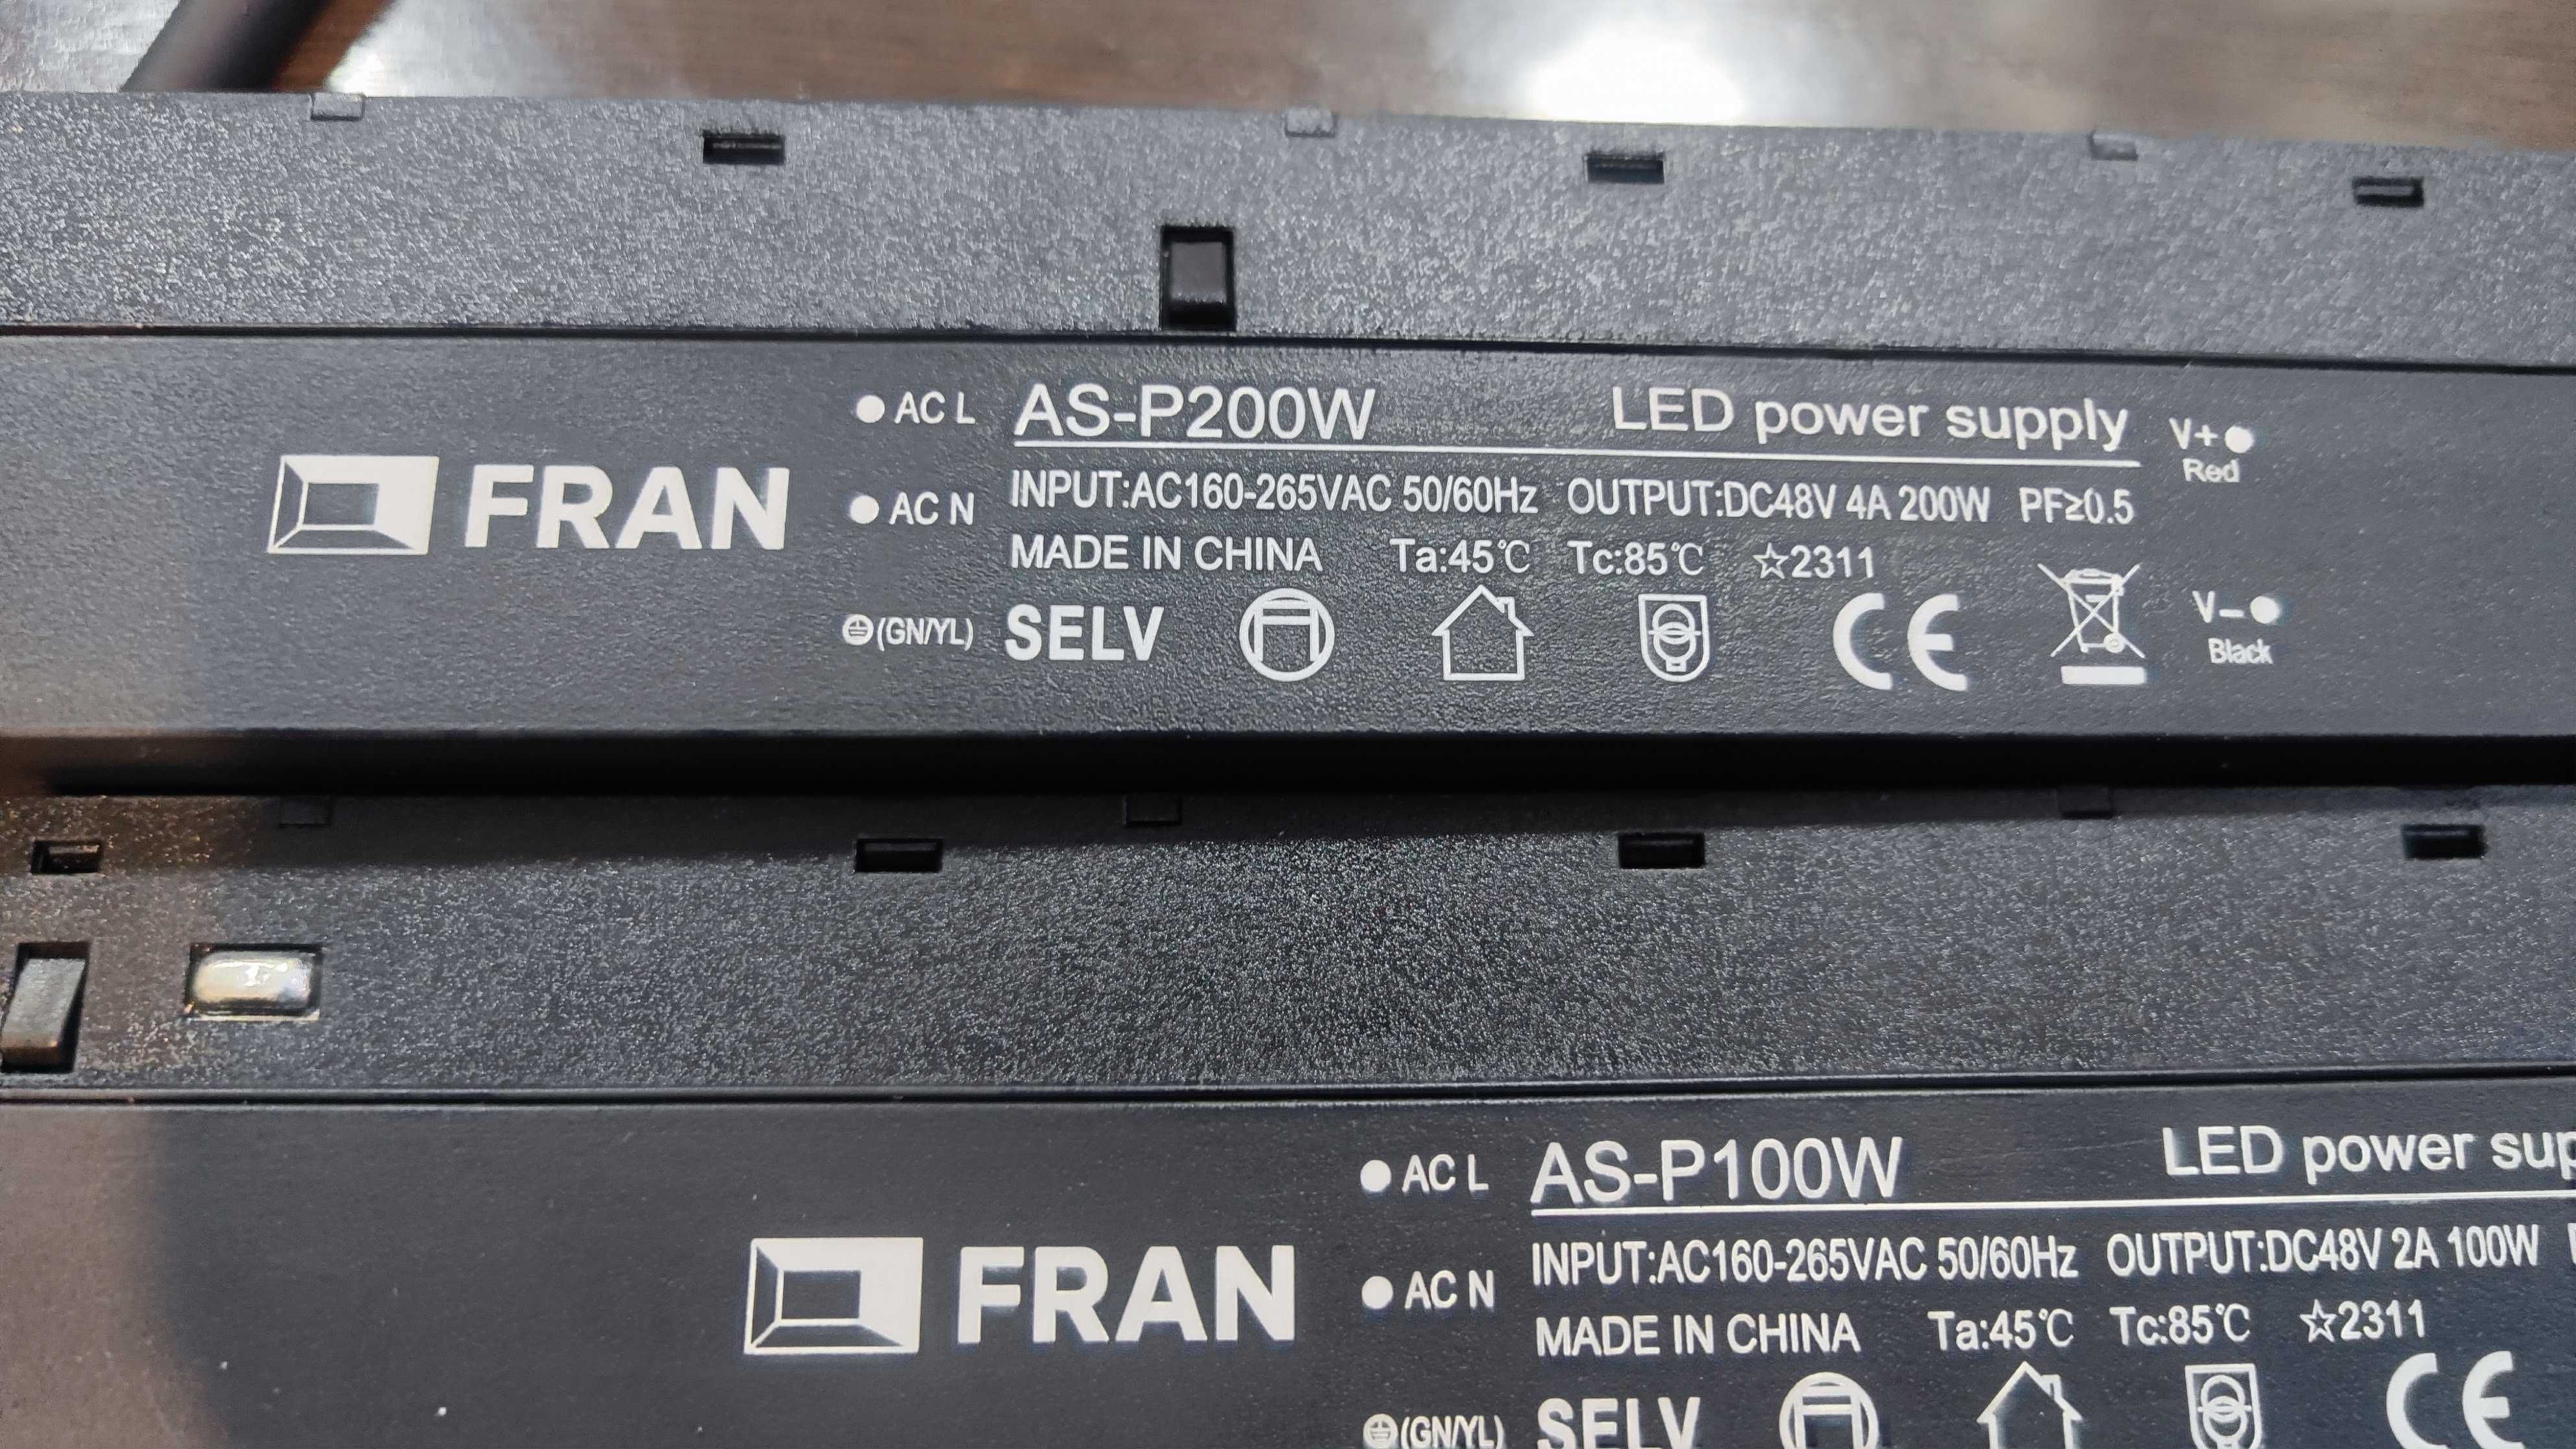 AC L AS-P200W LED power supply V+
Red
FRAN
AC N INPUT:AC160-265VAC 50/60Hz OUTPUT:DC48V 4A 200W PF≥0.5
MADE IN CHINA Ta:45℃ Tc:85℃ ☆2311
(GN/YL) SELV CE V-
Black
AC L AS-P100W LED power sup
FRAN
AC N INPUT:AC160-265VAC 50/60Hz OUTPUT:DC48V 2A 100W
MADE IN CHINA Ta:45℃ Tc:85℃ ☆2311
(GN/YL) SELV CE